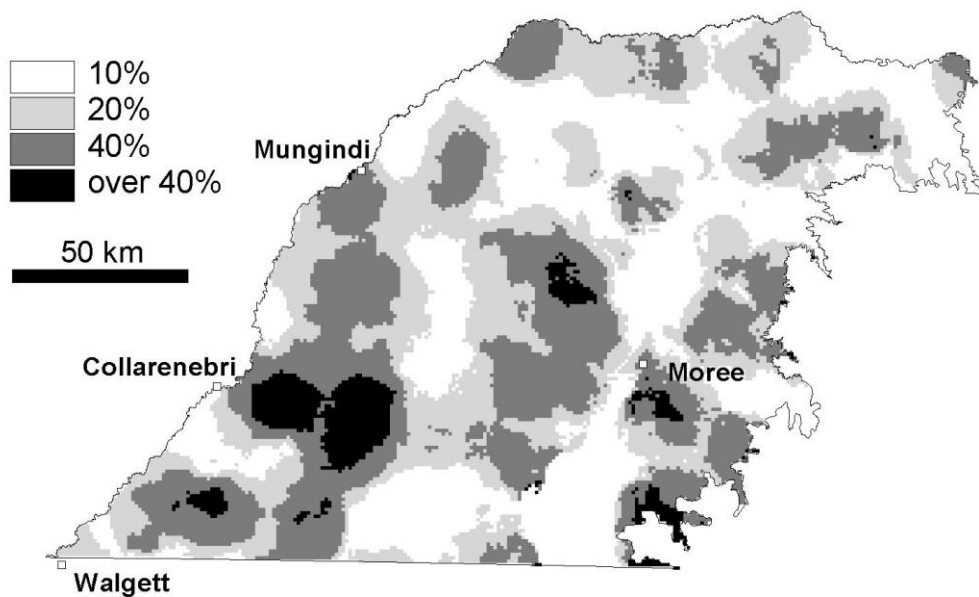 10%
20%
40%
over 40%
50 km
Mungindi
Collarenebri
Moree
Walgett